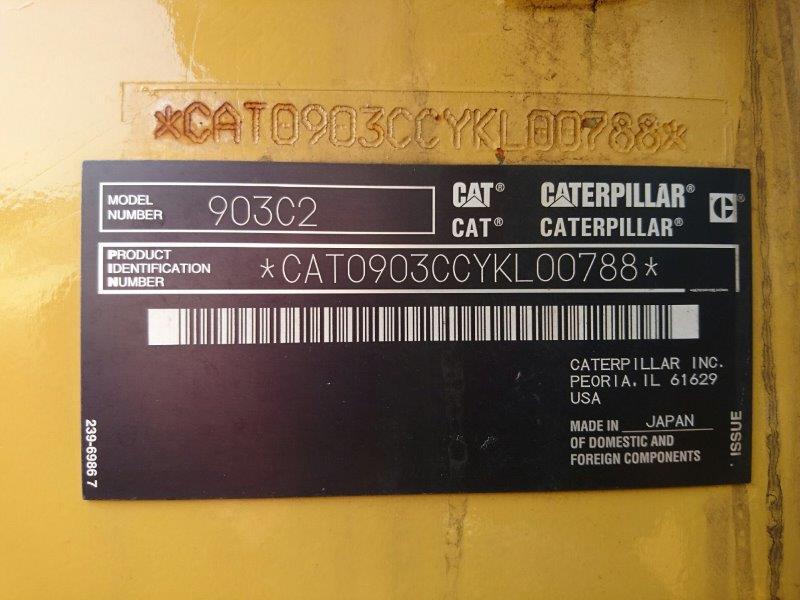 *CAT0903CCYKL00788*
MODEL
NUMBER
903C2
CAT® CATERPILLAR®
CAT® CATERPILLAR®
PRODUCT
IDENTIFICATION
NUMBER
*CAT0903CCYKL00788*
CATERPILLAR INC.
PEORIA, IL 61629
USA
MADE IN JAPAN
OF DOMESTIC AND
FOREIGN COMPONENTS
239-6986 7
ISSUE